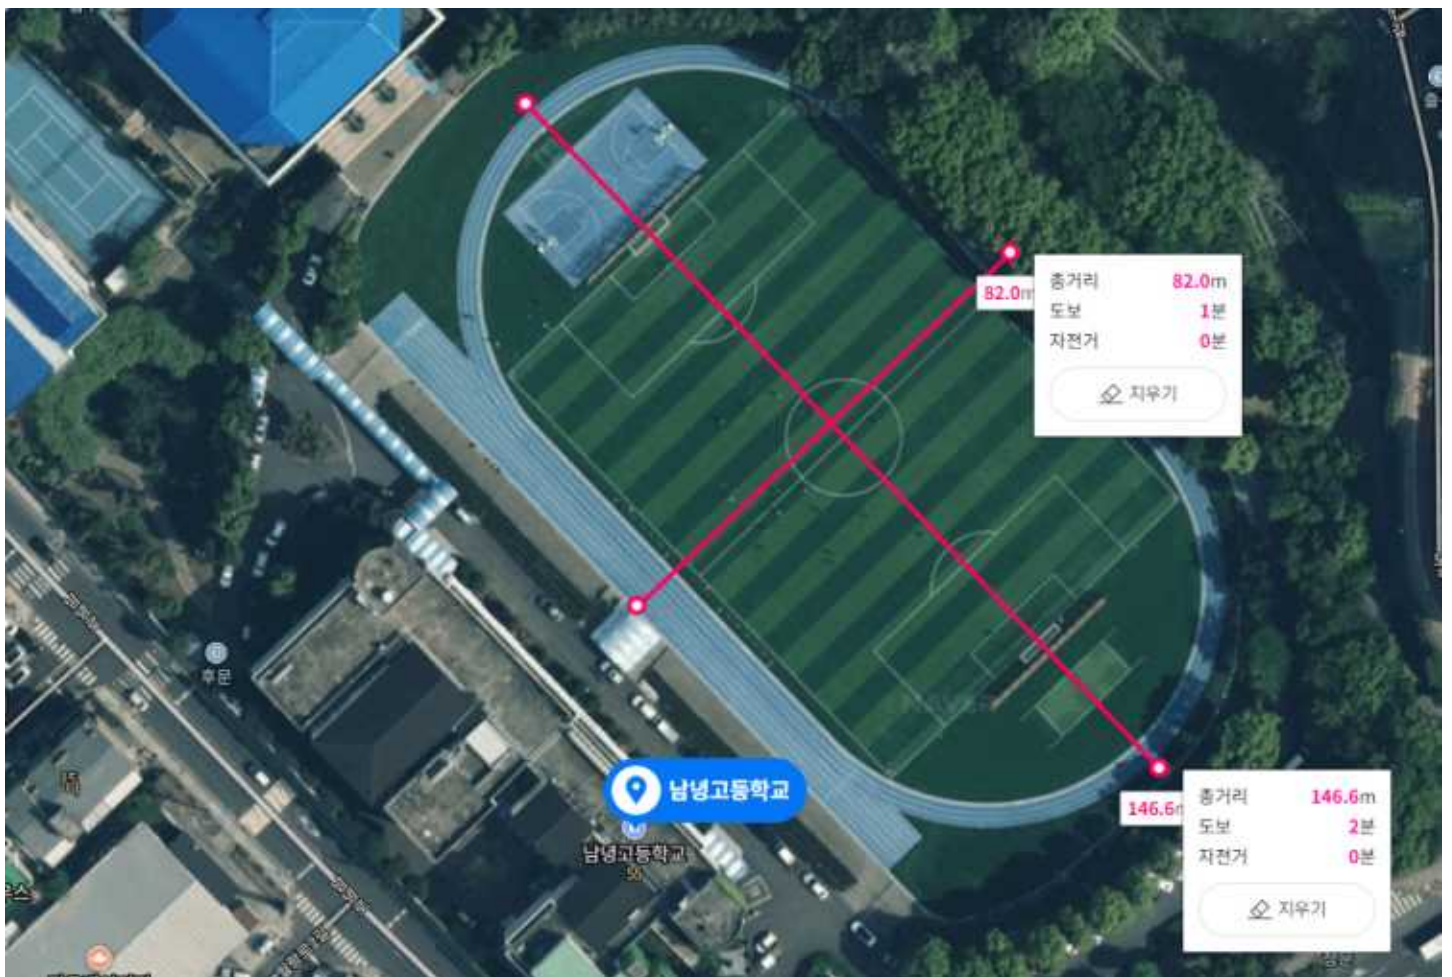 82.0m
총거리 82.0m
도보 1분
자전거 0분
지우기
후문
남녕고등학교
남녕고등학교
146.6m
총거리 146.6m
도보 2분
자전거 0분
지우기